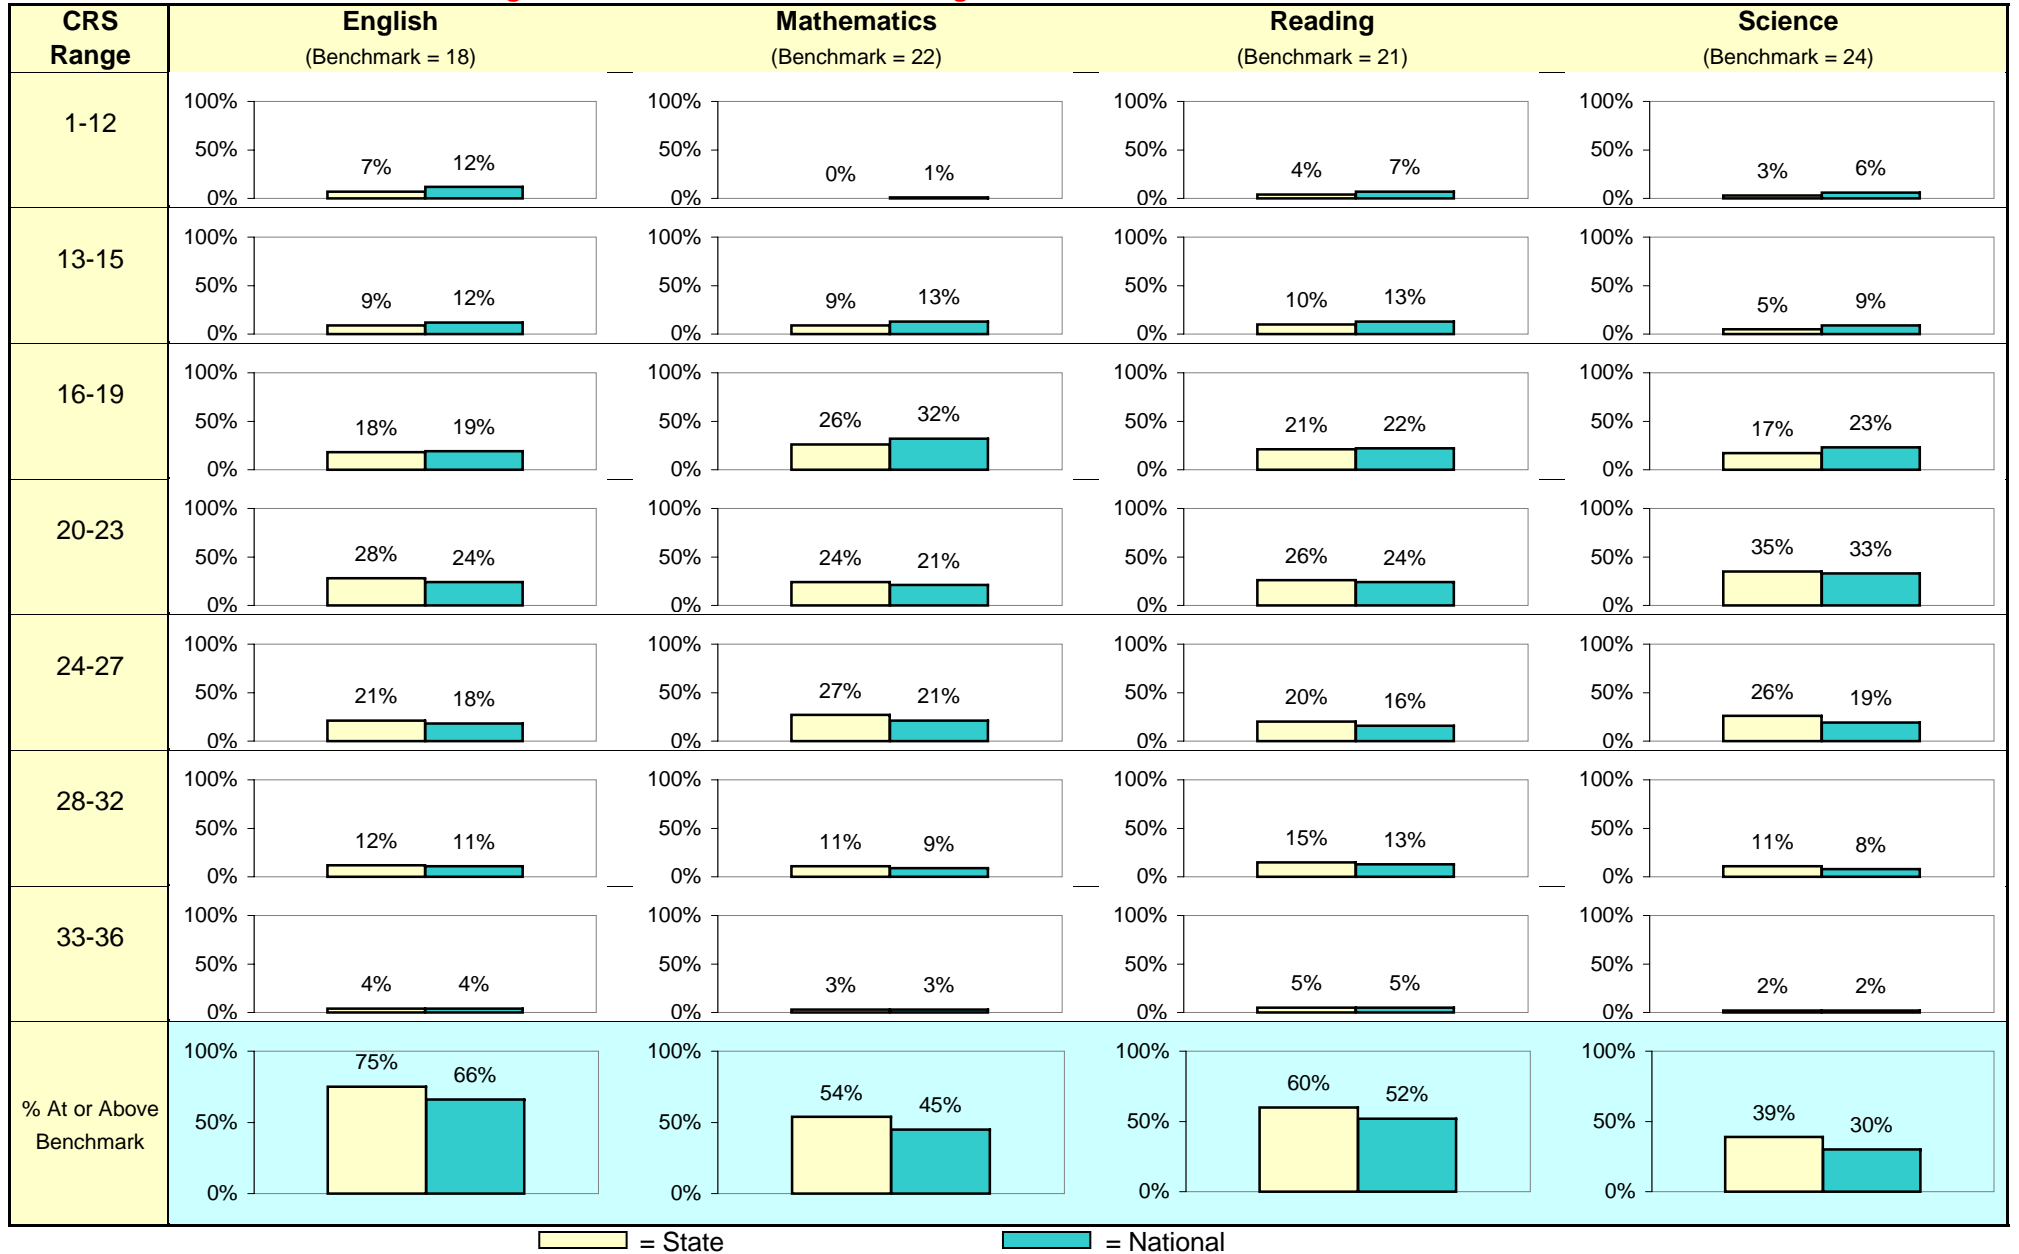 CRS Range English Mathematics Reading Science
(Benchmark = 18) (Benchmark = 22) (Benchmark = 21) (Benchmark = 24)
1-12
100% 100% 100% 100%
50% 7% 12% 50% 0% 1% 50% 4% 7% 50% 3% 6%
0% 0% 0% 0%
13-15
100% 100% 100% 100%
50% 9% 12% 50% 9% 13% 50% 10% 13% 50% 5% 9%
0% 0% 0% 0%
16-19
100% 100% 100% 100%
50% 18% 19% 50% 26% 32% 50% 21% 22% 50% 17% 23%
0% 0% 0% 0%
20-23
100% 100% 100% 100%
50% 28% 24% 50% 24% 21% 50% 26% 24% 50% 35% 33%
0% 0% 0% 0%
24-27
100% 100% 100% 100%
50% 21% 18% 50% 27% 21% 50% 20% 16% 50% 26% 19%
0% 0% 0% 0%
28-32
100% 100% 100% 100%
50% 12% 11% 50% 11% 9% 50% 15% 13% 50% 11% 8%
0% 0% 0% 0%
33-36
100% 100% 100% 100%
50% 4% 4% 50% 3% 3% 50% 5% 5% 50% 2% 2%
0% 0% 0% 0%
% At or Above
Benchmark
100% 75% 66% 100% 54% 45% 100% 60% 52% 100% 39% 30%
50% 50% 50% 50%
0% 0% 0% 0%
= State = National